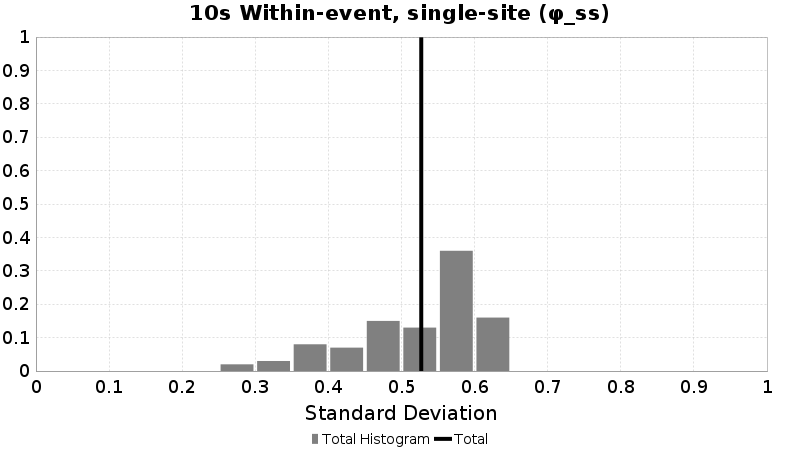 10s Within-event, single-site (φ_ss)
1
0.9
0.8
0.7
0.6
0.5
0.4
0.3
0.2
0.1
0
0 0.1 0.2 0.3 0.4 0.5 0.6 0.7 0.8 0.9 1
Standard Deviation
Total Histogram Total